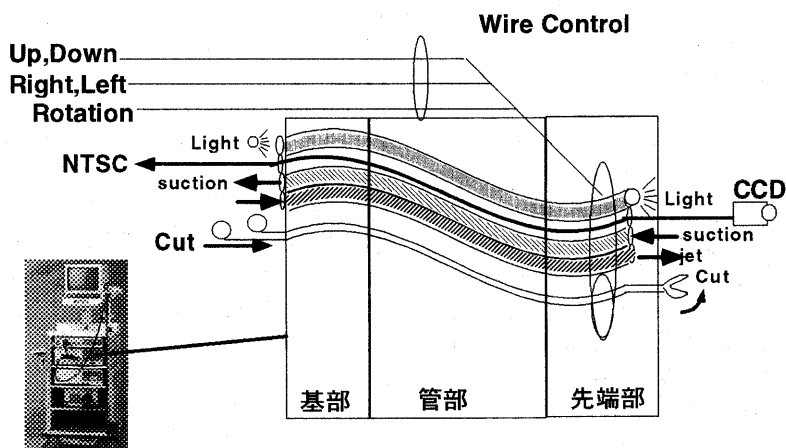 Wire Control
Up,Down
Right,Left
Rotation
Light
NTSC
suction
Cut
Light
CCD
suction
jet
Cut
基部
管部
先端部